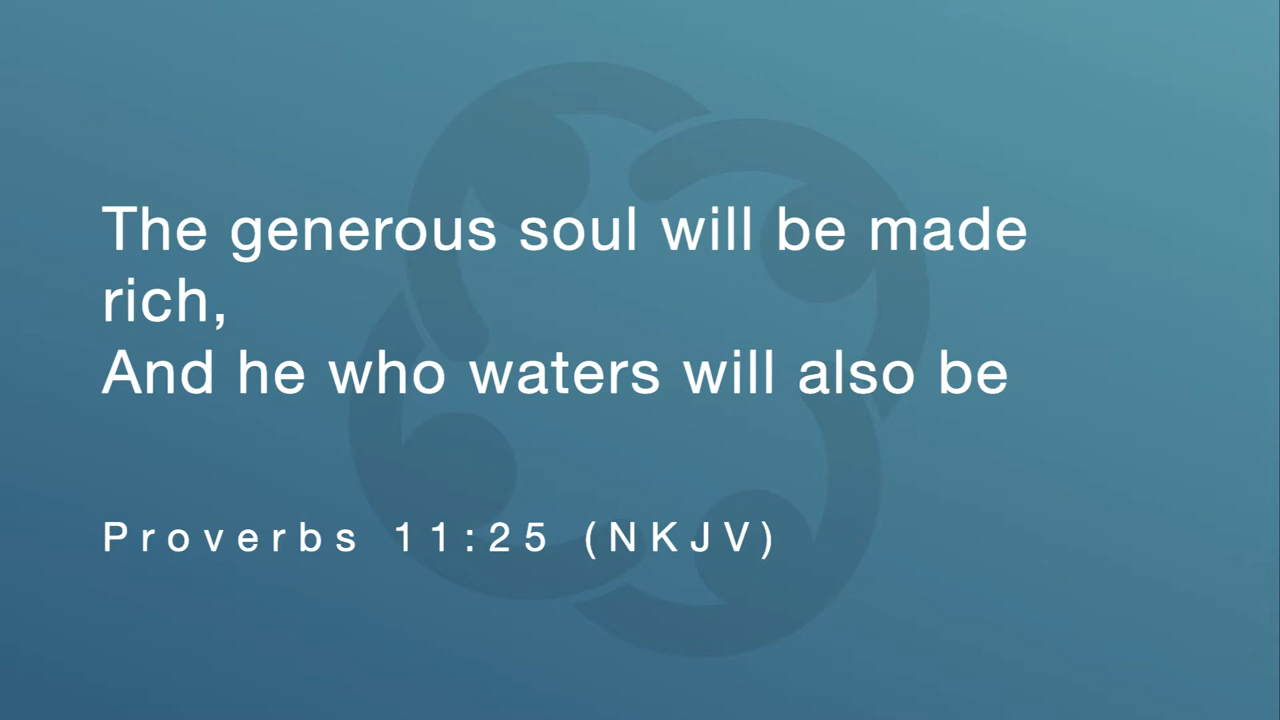 The generous soul will be made
rich,
And he who waters will also be
Proverbs 11:25 (NKJV)